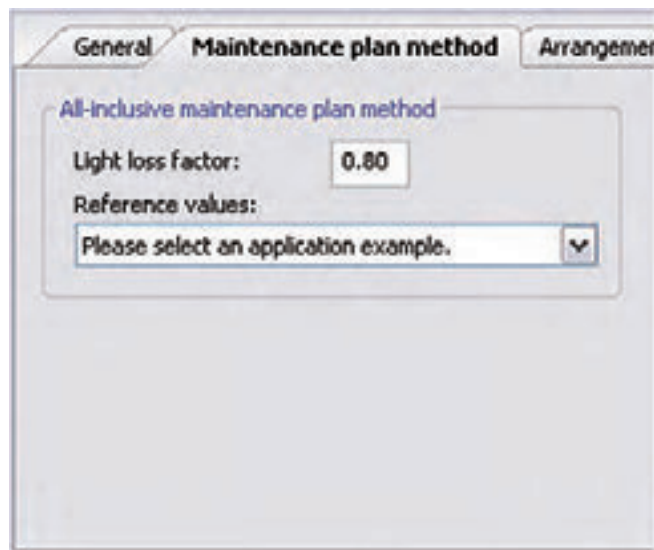 General Maintenance plan method Arrangemer
All-inclusive maintenance plan method
Light loss factor: 0.80
Reference values:
Please select an application example.